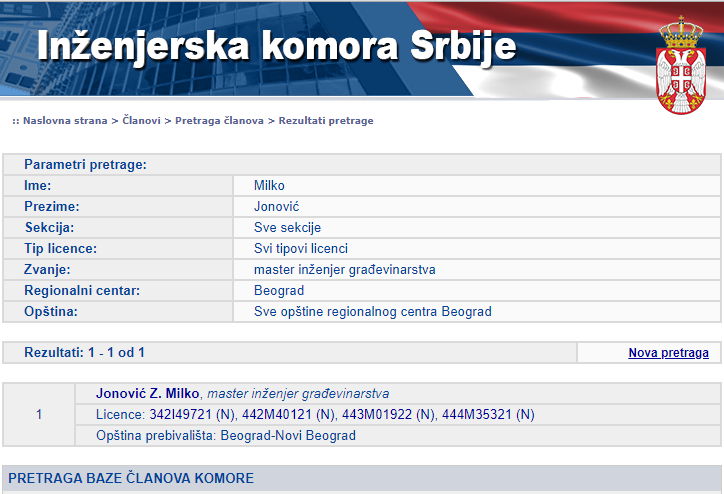 Inženjerska komora Srbije
:: Naslovna strana > Članovi > Pretraga članova > Rezultati pretrage
Parametri pretrage:
Ime: Milko
Prezime: Jonović
Sekcija: Sve sekcije
Tip licence: Svi tipovi licenci
Zvanje: master inženjer građevinarstva
Regionalni centar: Beograd
Opština: Sve opštine regionalnog centra Beograd
Rezultati: 1 - 1 od 1 Nova pretraga
Jonović Z. Milko, master inženjer građevinarstva
1 Licence: 342I49721 (N), 442M40121 (N), 443M01922 (N), 444M35321 (N)
Opština prebivališta: Beograd-Novi Beograd
PRETRAGA BAZE ČLANOVA KOMORE